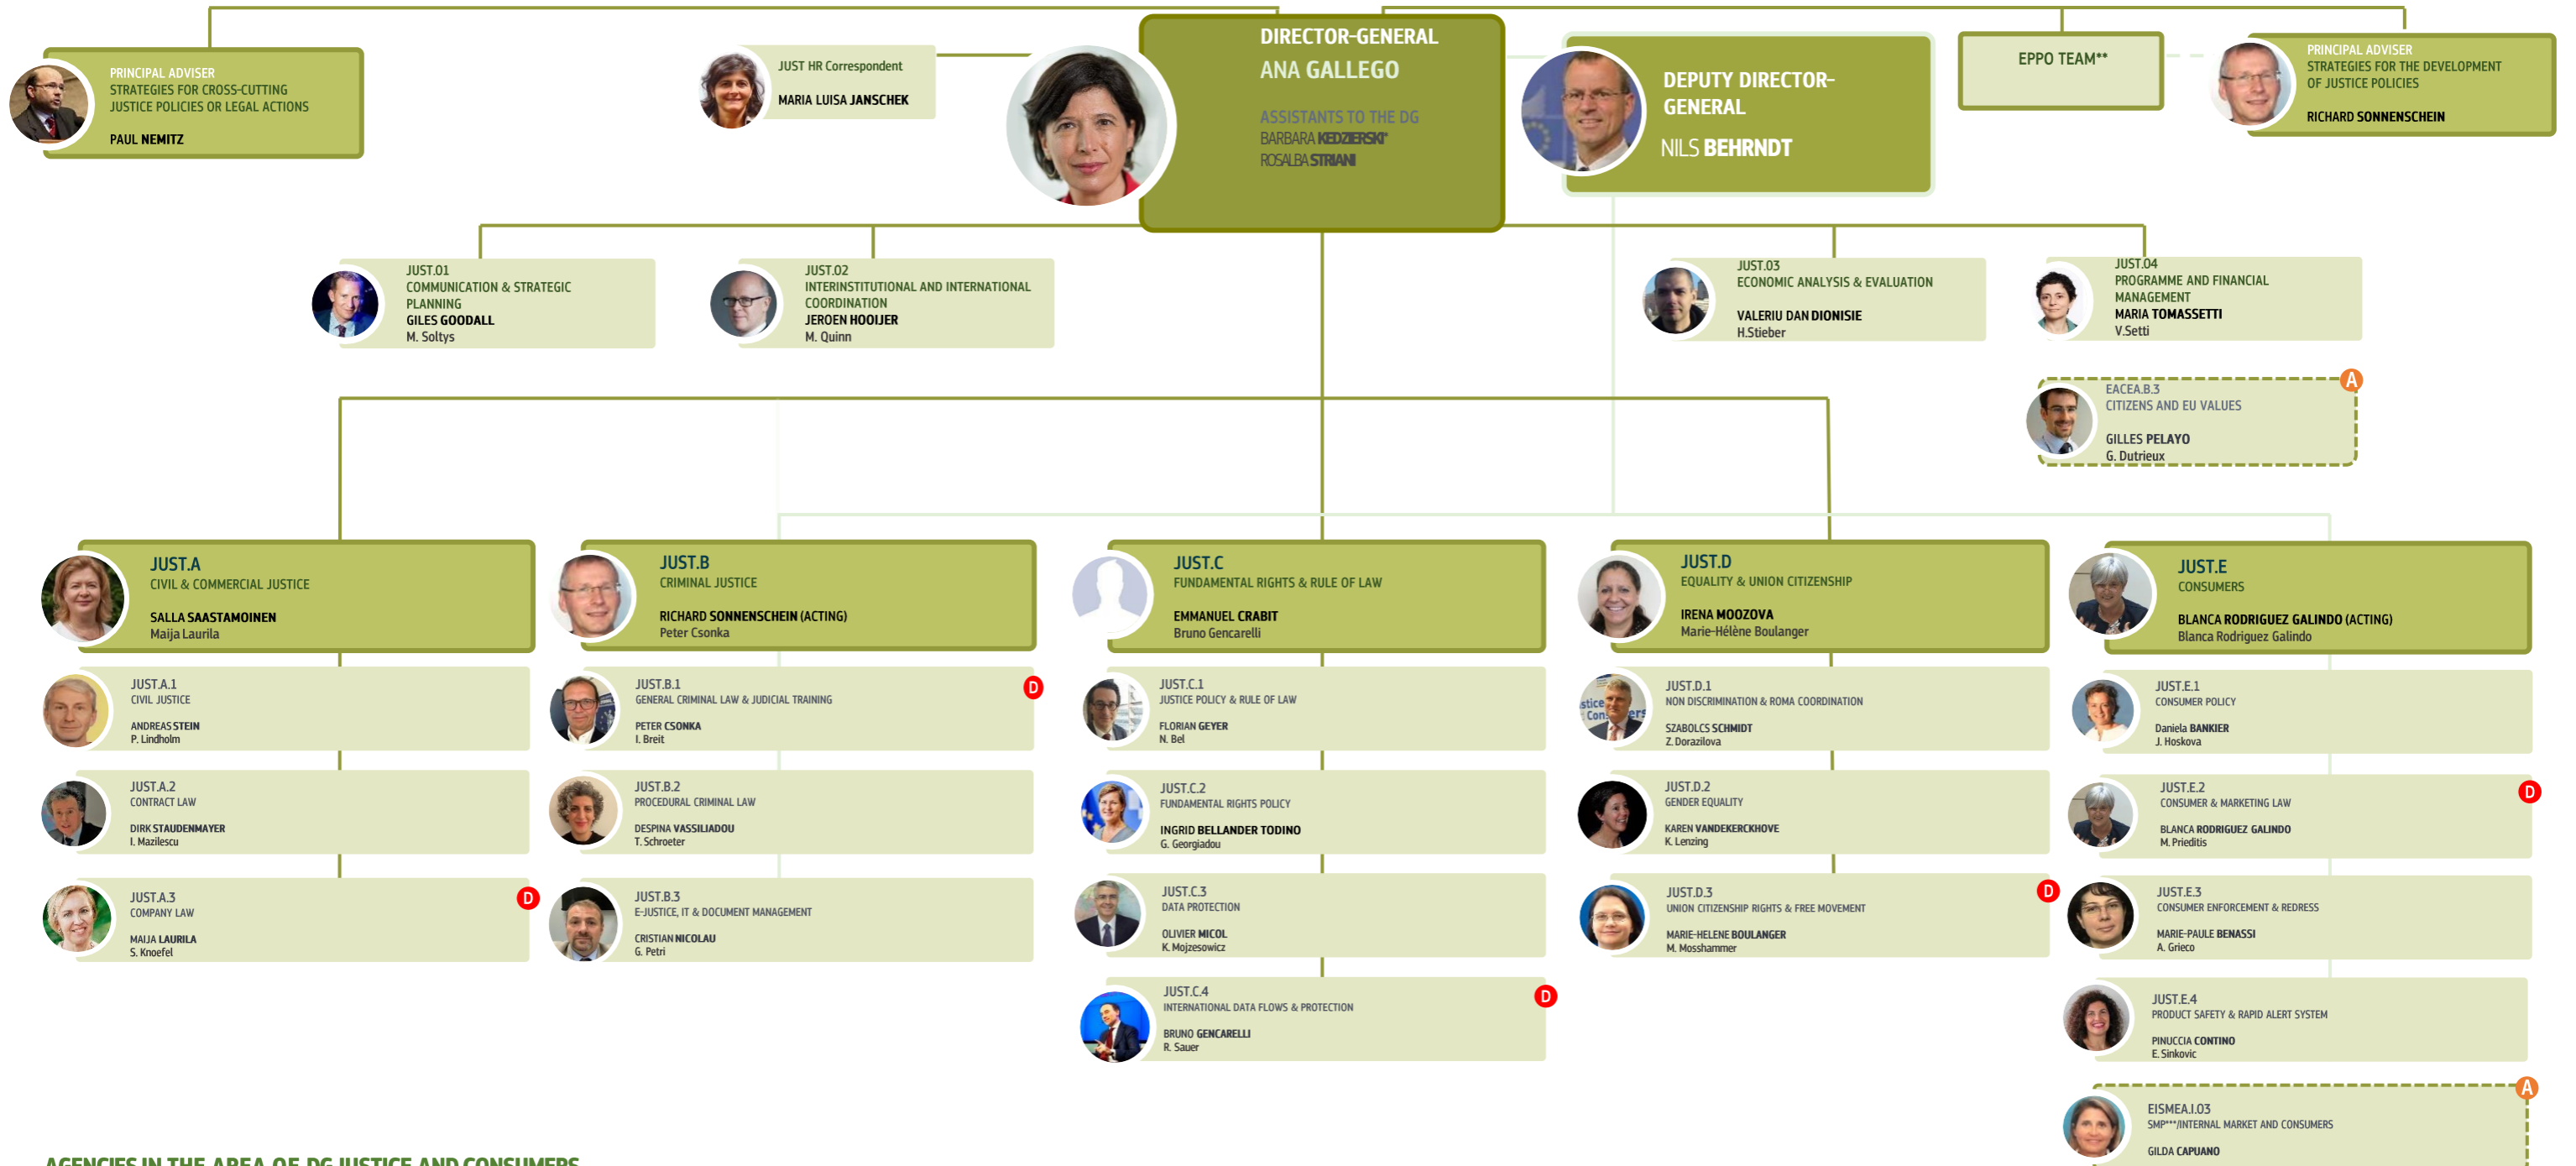 PRINCIPAL ADVISER
STRATEGIES FOR CROSS-CUTTING
JUSTICE POLICIES OR LEGAL ACTIONS
PAUL NEMITZ
JUST HR Correspondent
MARIA LUISA JANSCHEK
DIRECTOR-GENERAL
ANA GALLEGO
ASSISTANTS TO THE DG
BARBARA KEDZIERSKI*
ROSALBA STRIANI
DEPUTY DIRECTOR-
GENERAL
NILS BEHRNDT
EPPO TEAM**
PRINCIPAL ADVISER
STRATEGIES FOR THE DEVELOPMENT
OF JUSTICE POLICIES
RICHARD SONNENSCHEIN
JUST.01
COMMUNICATION & STRATEGIC
PLANNING
GILES GOODALL
M. Soltys
JUST.02
INTERINSTITUTIONAL AND INTERNATIONAL
COORDINATION
JEROEN HOOIJER
M. Quinn
JUST.03
ECONOMIC ANALYSIS & EVALUATION
VALERIU DAN DIONISIE
H.Stieber
JUST.04
PROGRAMME AND FINANCIAL
MANAGEMENT
MARIA TOMASSETTI
V.Setti
A
EACEA.B.3
CITIZENS AND EU VALUES
GILLES PELAYO
G. Dutrieux
JUST.A
CIVIL & COMMERCIAL JUSTICE
SALLA SAASTAMOINEN
Maija Laurila
JUST.A.1
CIVIL JUSTICE
ANDREAS STEIN
P. Lindholm
JUST.A.2
CONTRACT LAW
DIRK STAUDENMAYER
I. Mazilescu
JUST.A.3
COMPANY LAW
MAIJA LAURILA
S. Knoefel
D
JUST.B
CRIMINAL JUSTICE
RICHARD SONNENSCHEIN (ACTING)
Peter Csonka
JUST.B.1
GENERAL CRIMINAL LAW & JUDICIAL TRAINING
PETER CSONKA
I. Breit
D
JUST.B.2
PROCEDURAL CRIMINAL LAW
DESPINA VASSILIADOU
T. Schroeter
JUST.B.3
E-JUSTICE, IT & DOCUMENT MANAGEMENT
CRISTIAN NICOLAU
G. Petri
JUST.C
FUNDAMENTAL RIGHTS & RULE OF LAW
EMMANUEL CRABIT
Bruno Gencarelli
JUST.C.1
JUSTICE POLICY & RULE OF LAW
FLORIAN GEYER
N. Bel
JUST.C.2
FUNDAMENTAL RIGHTS POLICY
INGRID BELLANDER TODINO
G. Georgiadou
JUST.C.3
DATA PROTECTION
OLIVIER MICOL
K. Mojzesowicz
JUST.C.4
INTERNATIONAL DATA FLOWS & PROTECTION
BRUNO GENCARELLI
R. Sauer
D
JUST.D
EQUALITY & UNION CITIZENSHIP
IRENA MOOZOVA
Marie-Hélène Boulanger
JUST.D.1
NON DISCRIMINATION & ROMA COORDINATION
SZABOLCS SCHMIDT
Z. Dorazilova
JUST.D.2
GENDER EQUALITY
KAREN VANDEKERCKHOVE
K. Lenzing
JUST.D.3
UNION CITIZENSHIP RIGHTS & FREE MOVEMENT
MARIE-HELENE BOULANGER
M. Mosshammer
D
JUST.E
CONSUMERS
BLANCA RODRIGUEZ GALINDO (ACTING)
Blanca Rodriguez Galindo
JUST.E.1
CONSUMER POLICY
Daniela BANKIER
J. Hoskova
JUST.E.2
CONSUMER & MARKETING LAW
BLANCA RODRIGUEZ GALINDO
M. Prieditis
D
JUST.E.3
CONSUMER ENFORCEMENT & REDRESS
MARIE-PAULE BENASSI
A. Grieco
JUST.E.4
PRODUCT SAFETY & RAPID ALERT SYSTEM
PINUCCIA CONTINO
E. Sinkovic
A
EISMEA.I.03
SMP***/INTERNAL MARKET AND CONSUMERS
GILDA CAPUANO
AGENCIES IN THE AREA OF DG JUSTICE AND CONSUMERS